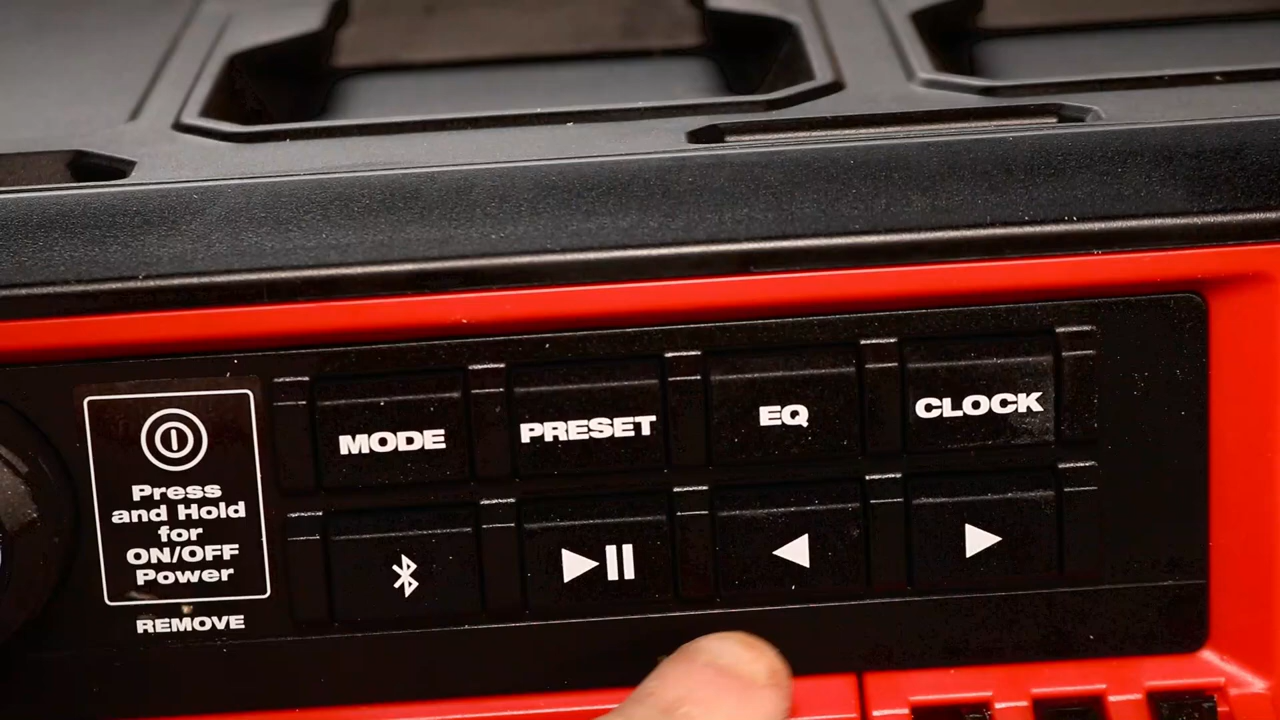 MODE
PRESET
EQ
CLOCK
Press
and Hold
for
ON/OFF
Power
REMOVE